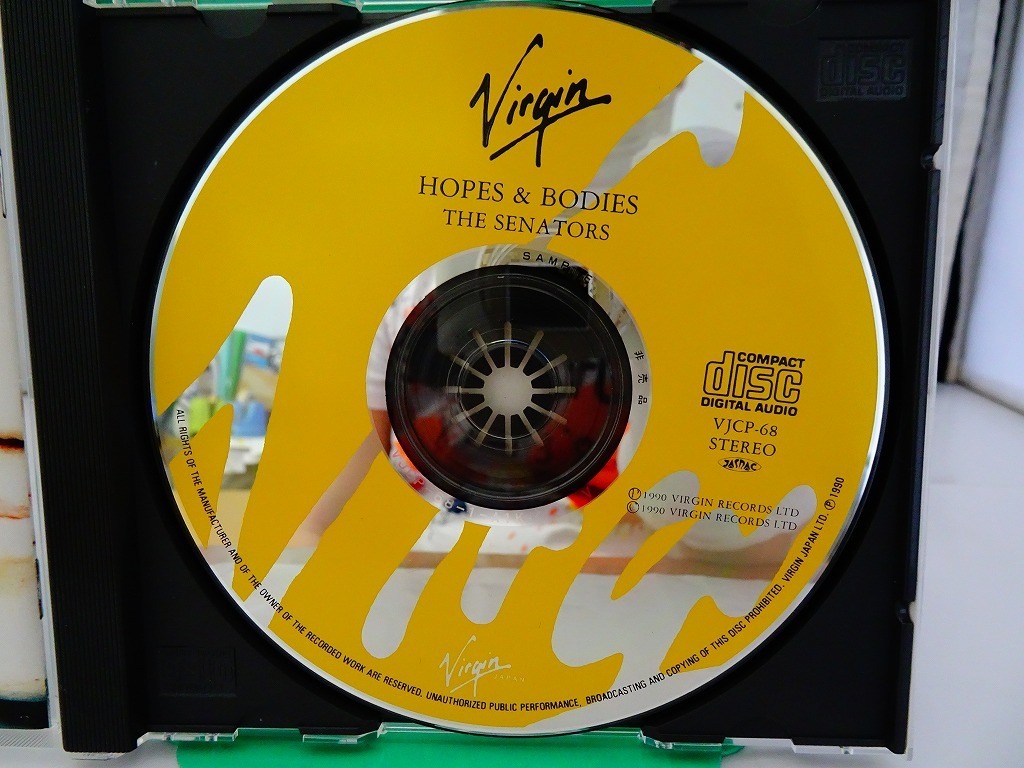 Virgin
HOPES & BODIES
THE SENATORS
SAMPLE
非売品
COMPACT
disc
DIGITAL AUDIO
VJCP-68
STEREO
JASRAC
Ⓟ1990 VIRGIN RECORDS LTD
©1990 VIRGIN RECORDS LTD
ALL RIGHTS OF THE MANUFACTURER AND OF THE OWNER OF THE RECORDED WORK ARE RESERVED. UNAUTHORIZED PUBLIC PERFORMANCE, BROADCASTING AND COPYING OF THIS DISC PROHIBITED. VIRGIN JAPAN LTD. Ⓟ1990
Virgin
JAPAN
COMPACT
disc
DIGITAL AUDIO